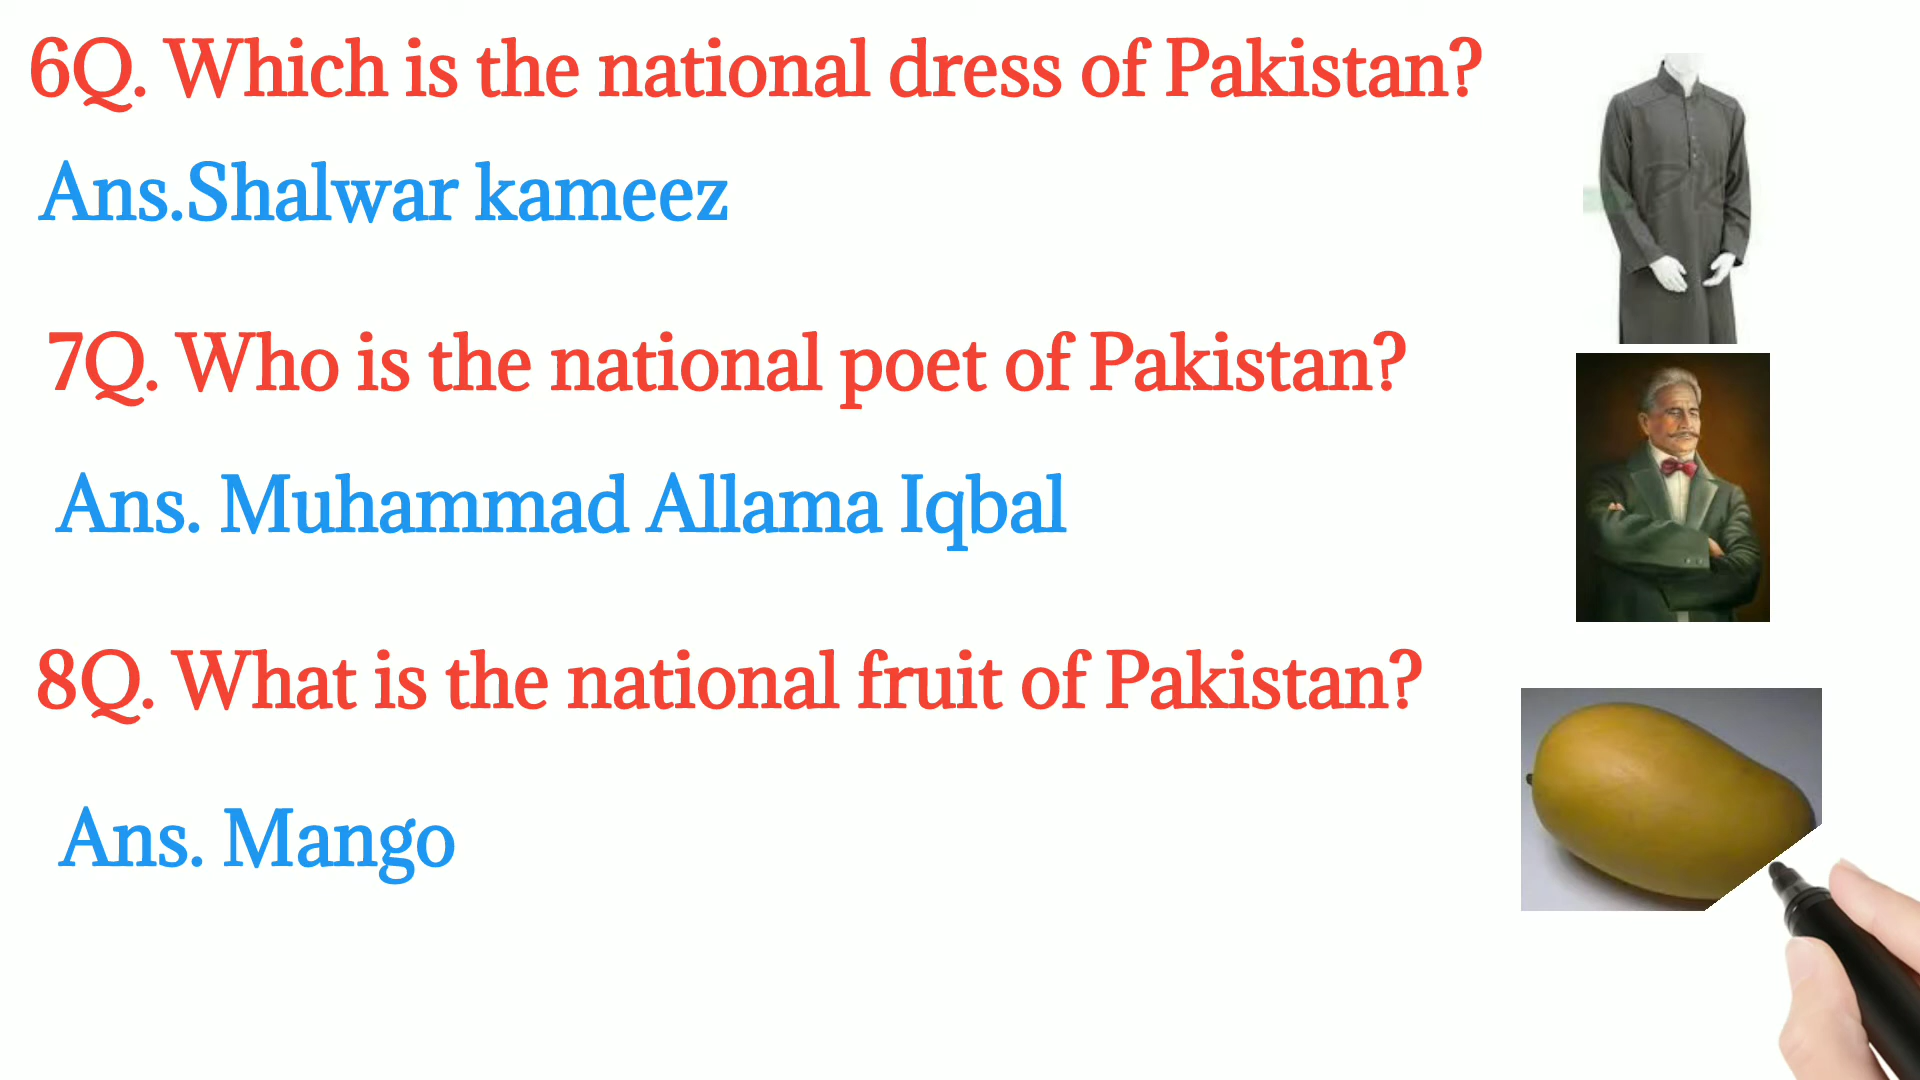 6Q. Which is the national dress of Pakistan?
Ans.Shalwar kameez
7Q. Who is the national poet of Pakistan?
Ans. Muhammad Allama Iqbal
8Q. What is the national fruit of Pakistan?
Ans. Mango